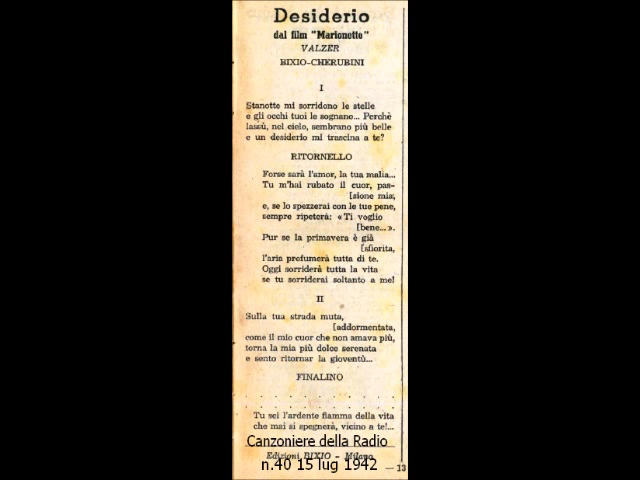 Desiderio
dal film "Marionette"
VALZER
BIXIO-CHERUBINI
I
Stanotte mi sorridono le stelle
e gli occhi tuoi le sognano... Perchè
lassù, nel cielo, sembrano più belle
e un desiderio mi trascina a te?
RITORNELLO
Forse sarà l'amor, la tua malia...
Tu m'hai rubato il cuor, pas-
[sione mia;
e, se lo spezzerai con le tue pene,
sempre ripeterà: «Ti voglio
[bene...».
Pur se la primavera è già
[sfiorita,
l'aria profumerà tutta di te.
Oggi sorriderà tutta la vita
se tu sorriderai soltanto a me!
II
Sulla tua strada muta,
[addormentata,
come il mio cuor che non amava più,
torna la mia più dolce serenata
e sento ritornar la gioventù...
FINALINO
. . . . . . . . . . . .
. . . . . . . . . . . .
Tu sei l'ardente fiamma della vita
che mai si spegnerà, vicino a te!...
Canzoniere della Radio
Edizioni BIXIO - Milano
n.40 15 lug 1942
— 13